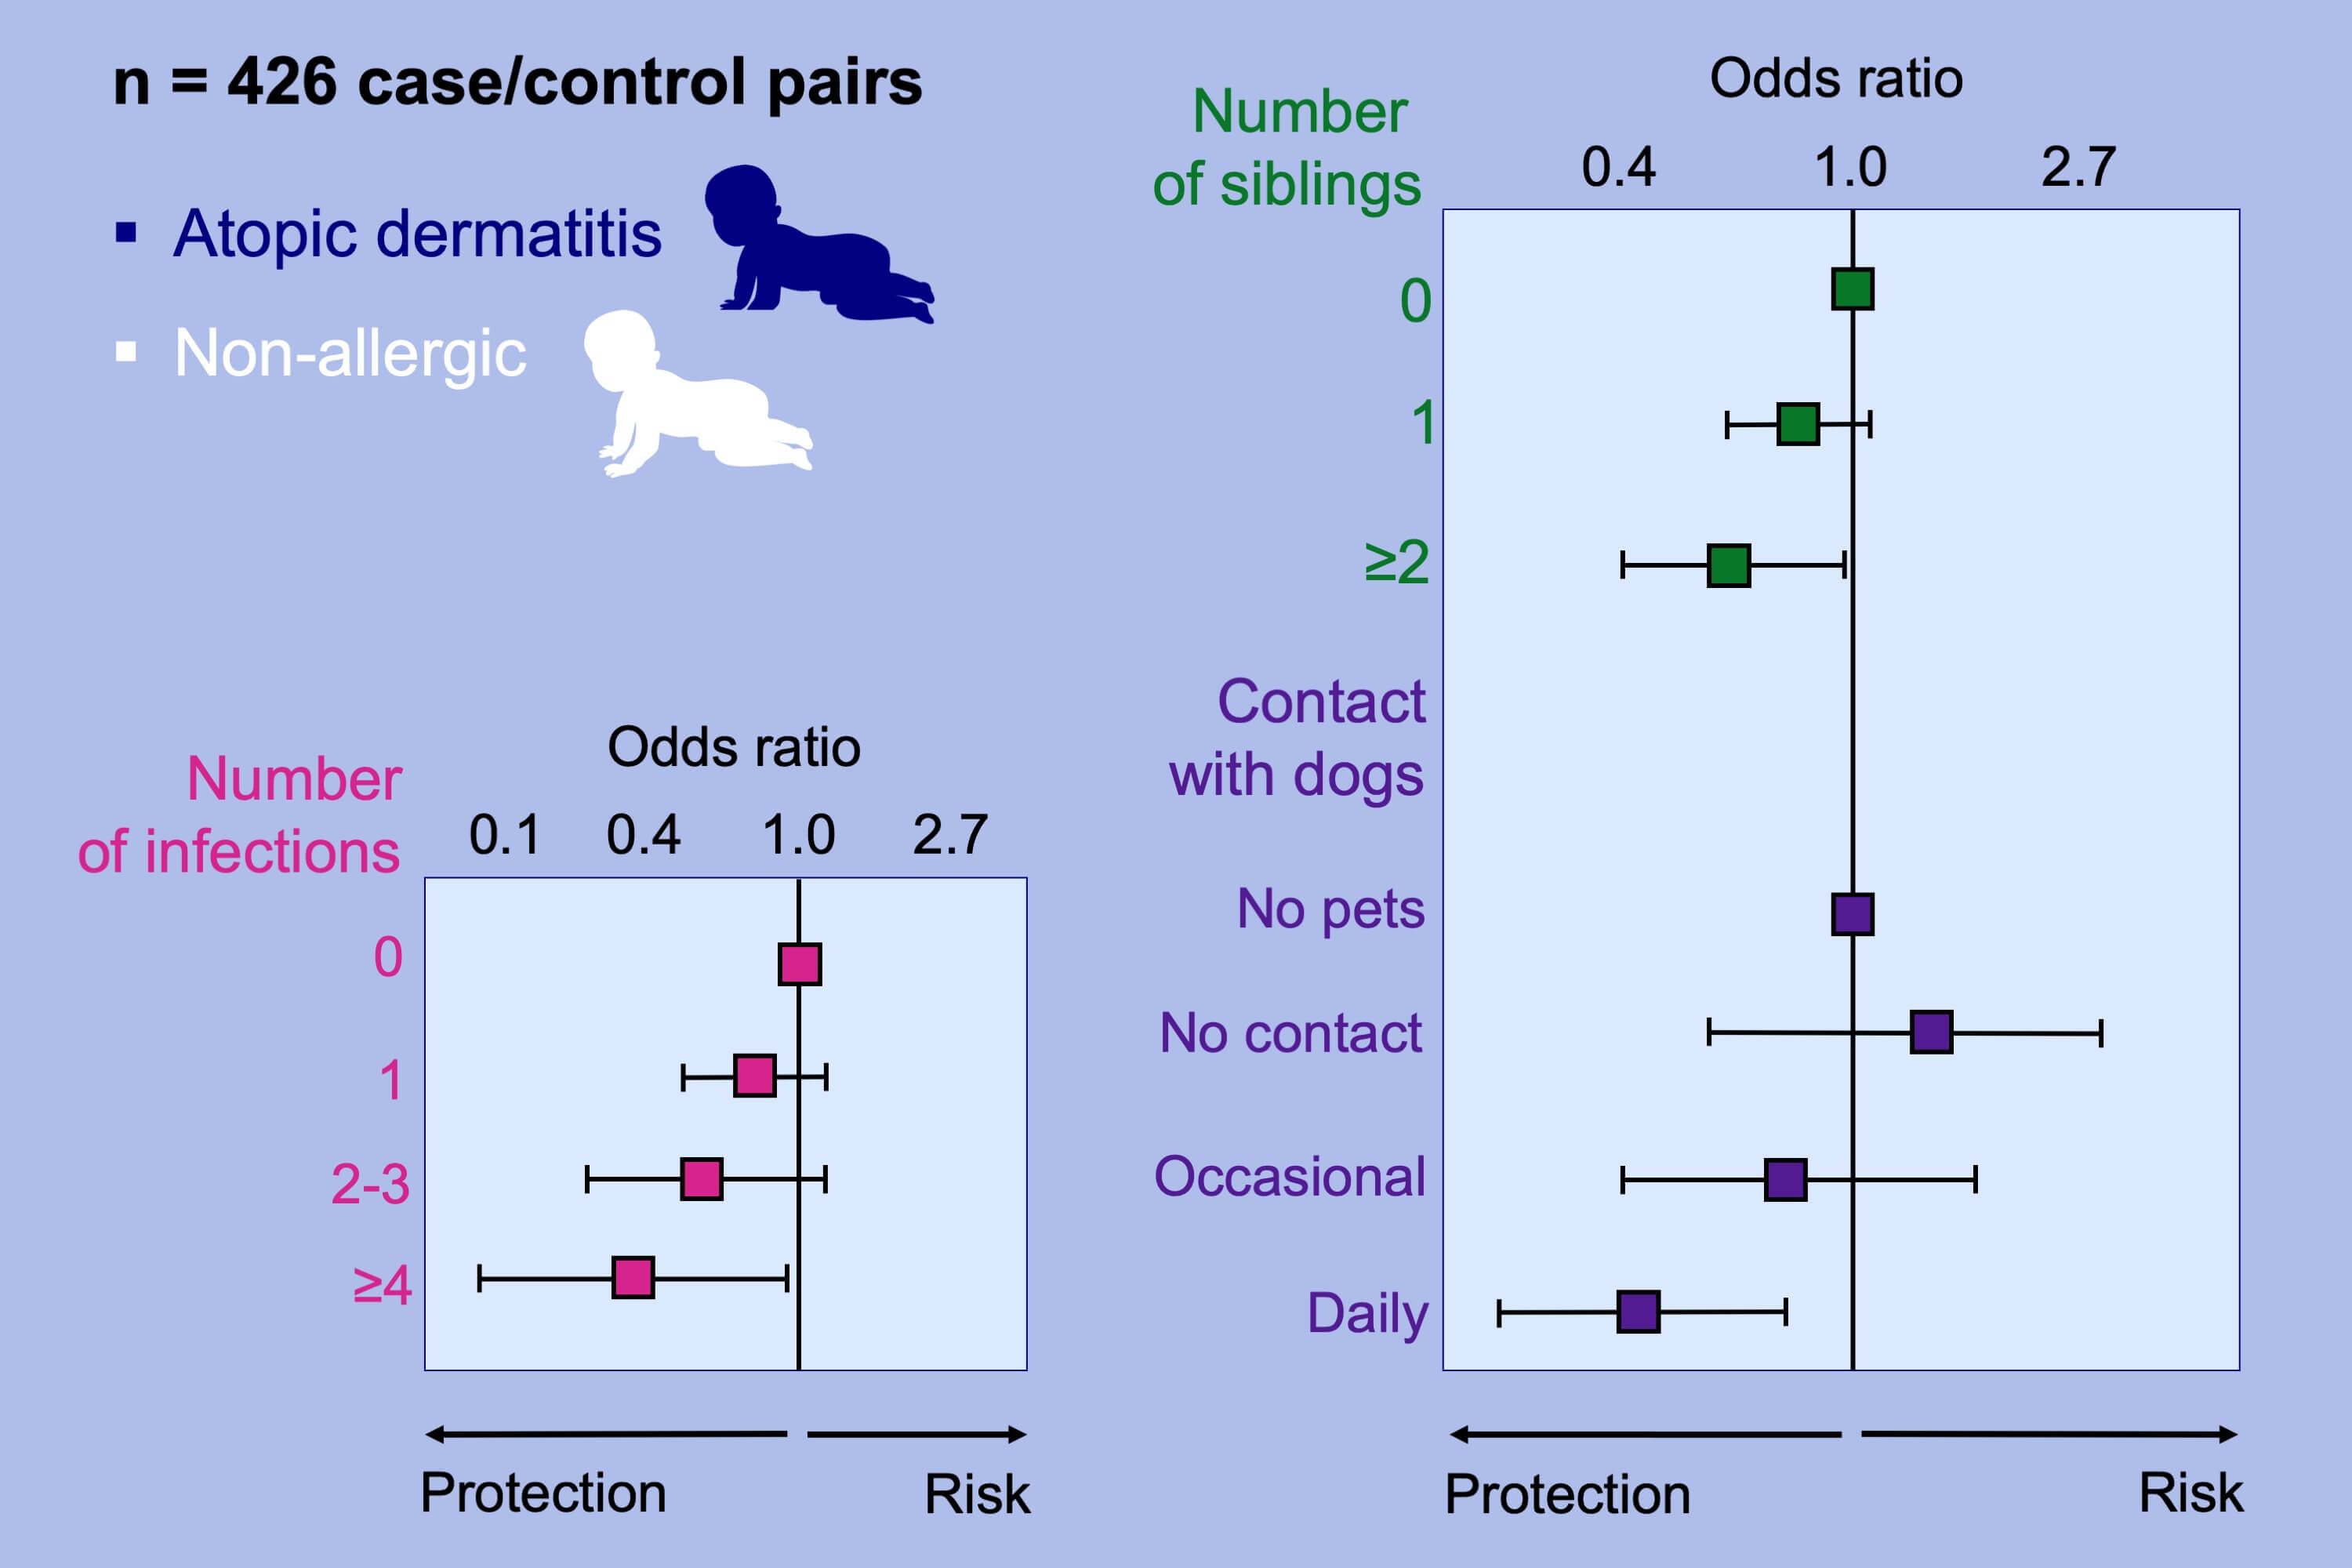 n = 426 case/control pairs
▪ Atopic dermatitis
▪ Non-allergic
Odds ratio
Number
of infections
0.1 0.4 1.0 2.7
0
1
2-3
≥4
Protection Risk
Odds ratio
Number
of siblings
0.4 1.0 2.7
0
1
≥2
Contact
with dogs
No pets
No contact
Occasional
Daily
Protection Risk